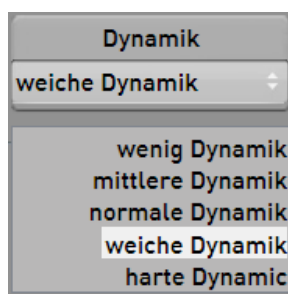 Dynamik
weiche Dynamik
wenig Dynamik
mittlere Dynamik
normale Dynamik
weiche Dynamik
harte Dynamic